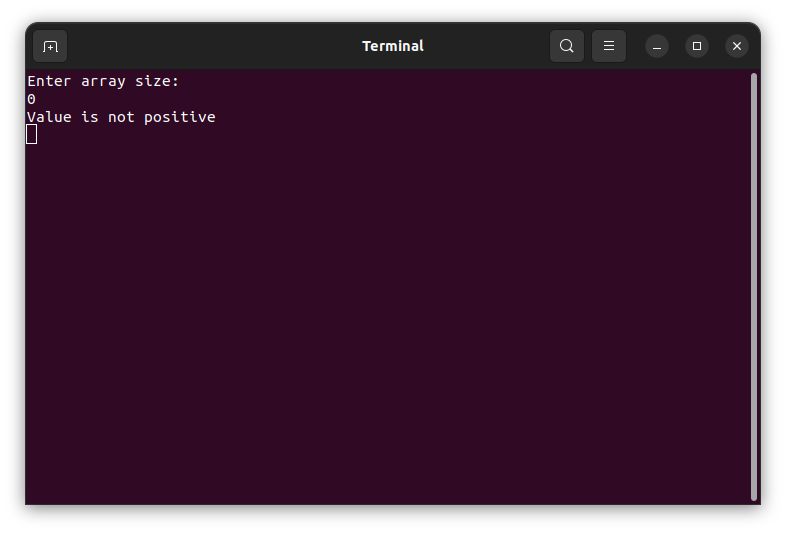 Terminal
Enter array size:
0
Value is not positive